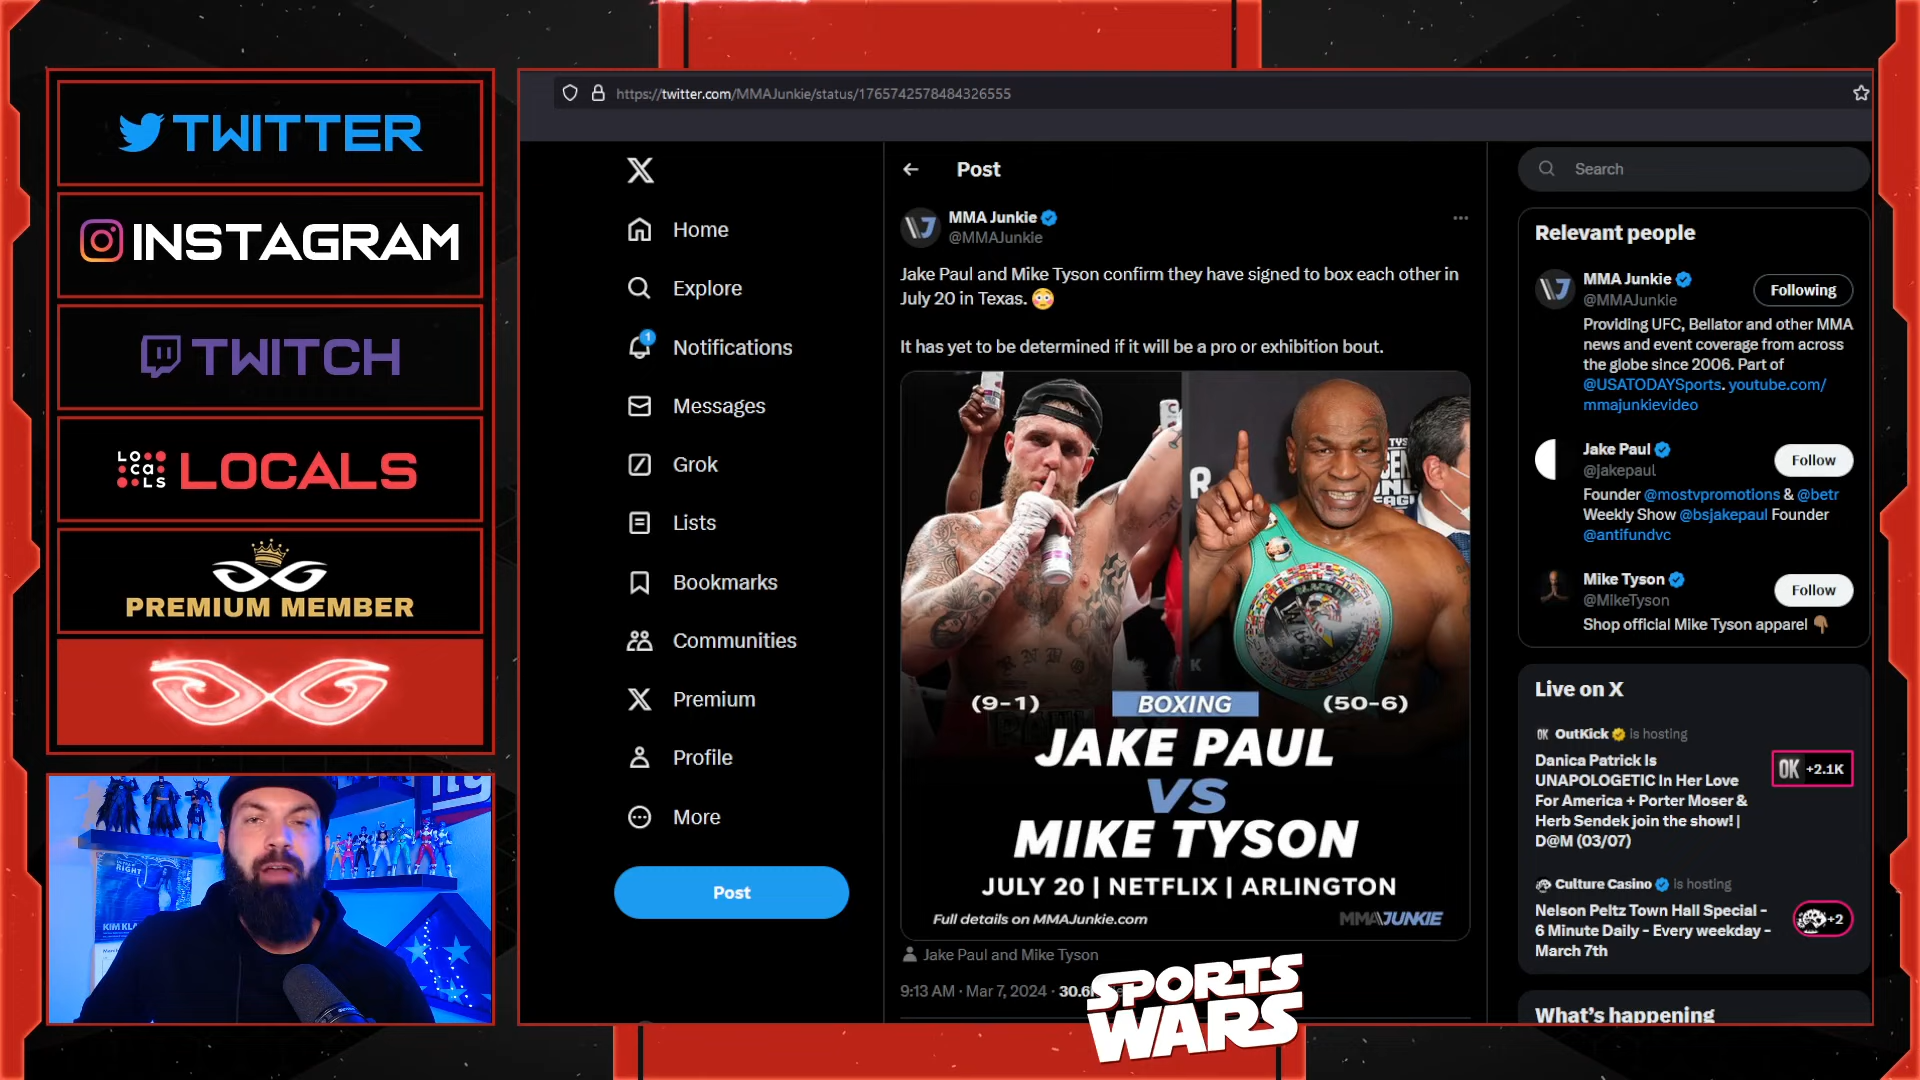 TWITTER
INSTAGRAM
TWITCH
LOCALS
LOCALS
PREMIUM MEMBER
https://twitter.com/MMAJunkie/status/1765742578484326555
Post
Search
Home
Explore
1
Notifications
Messages
Grok
Lists
Bookmarks
Communities
Premium
Profile
More
Post
MMA Junkie
@MMAJunkie
Jake Paul and Mike Tyson confirm they have signed to box each other in
July 20 in Texas. 😳
It has yet to be determined if it will be a pro or exhibition bout.
(9-1)
BOXING
(50-6)
JAKE PAUL
VS
MIKE TYSON
JULY 20 | NETFLIX | ARLINGTON
Full details on MMAJunkie.com
MMAJUNKIE
Jake Paul and Mike Tyson
9:13 AM · Mar 7, 2024 ·
SPORTS
WARS
Relevant people
MMA Junkie
@MMAJunkie
Following
Providing UFC, Bellator and other MMA
news and event coverage from across
the globe since 2006. Part of
@USATODAYSports. youtube.com/
mmajunkievideo
Jake Paul
@jakepaul
Follow
Founder @mostvpromotions & @betr
Weekly Show @bsjakepaul Founder
@antifundvc
Mike Tyson
@MikeTyson
Follow
Shop official Mike Tyson apparel 👇🏽
Live on X
OK OutKick is hosting
Danica Patrick Is
UNAPOLOGETIC In Her Love
For America + Porter Moser &
Herb Sendek join the show! |
D@M (03/07)
OK +2.1K
Culture Casino is hosting
Nelson Peltz Town Hall Special -
6 Minute Daily - Every weekday -
March 7th
+2
What's happening